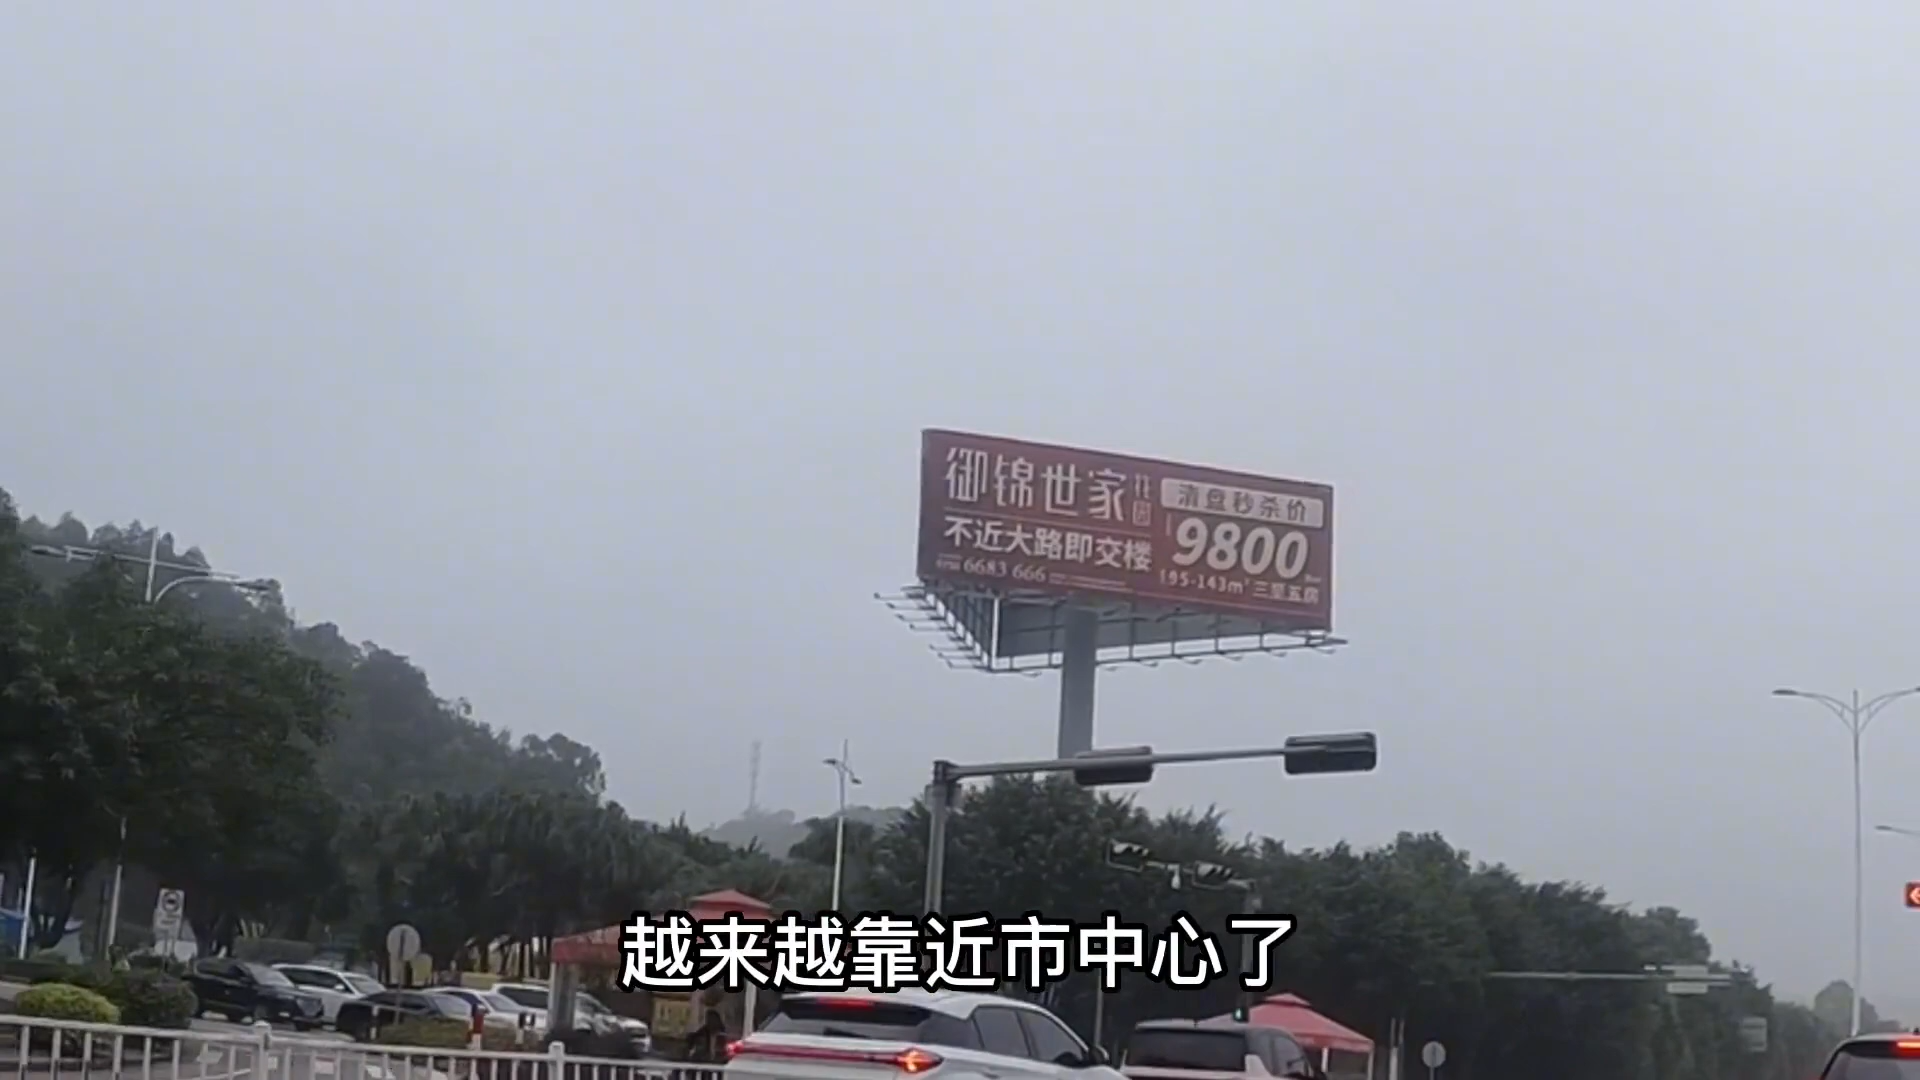 御锦世家花园
不近大路即交楼
6683 666
清盘秒杀价
9800
95-143m² 三至五房
越来越靠近市中心了